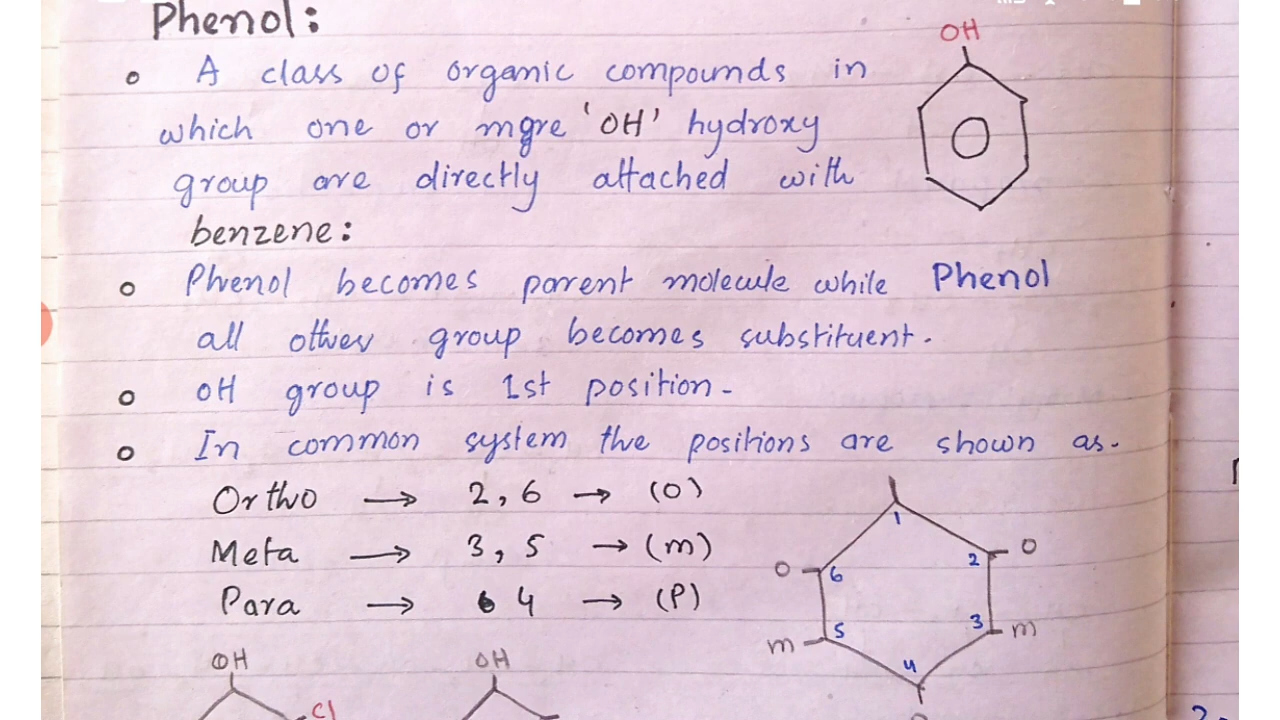 Phenol:
OH
o A class of organic compounds in
which one or more 'OH' hydroxy
group are directly attached with
benzene:
o Phenol becomes parent molecule while Phenol
all other group becomes substituent.
o OH group is 1st position-
o In common system the positions are shown as-
Ortho → 2, 6 → (O)
Meta → 3, 5 → (m)
Para → 4 → (P)
1
2 O
O 6
3 m
m 5
4
OH OH
Cl